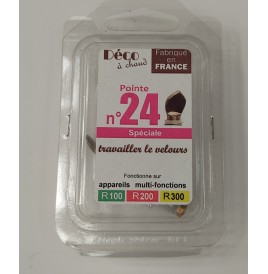 Déco
à chaud
Fabriqué
en
FRANCE
Pointe
n°24
Spéciale
travailler le velours
Fonctionne sur
appareils multi-fonctions
R100 R200 R300